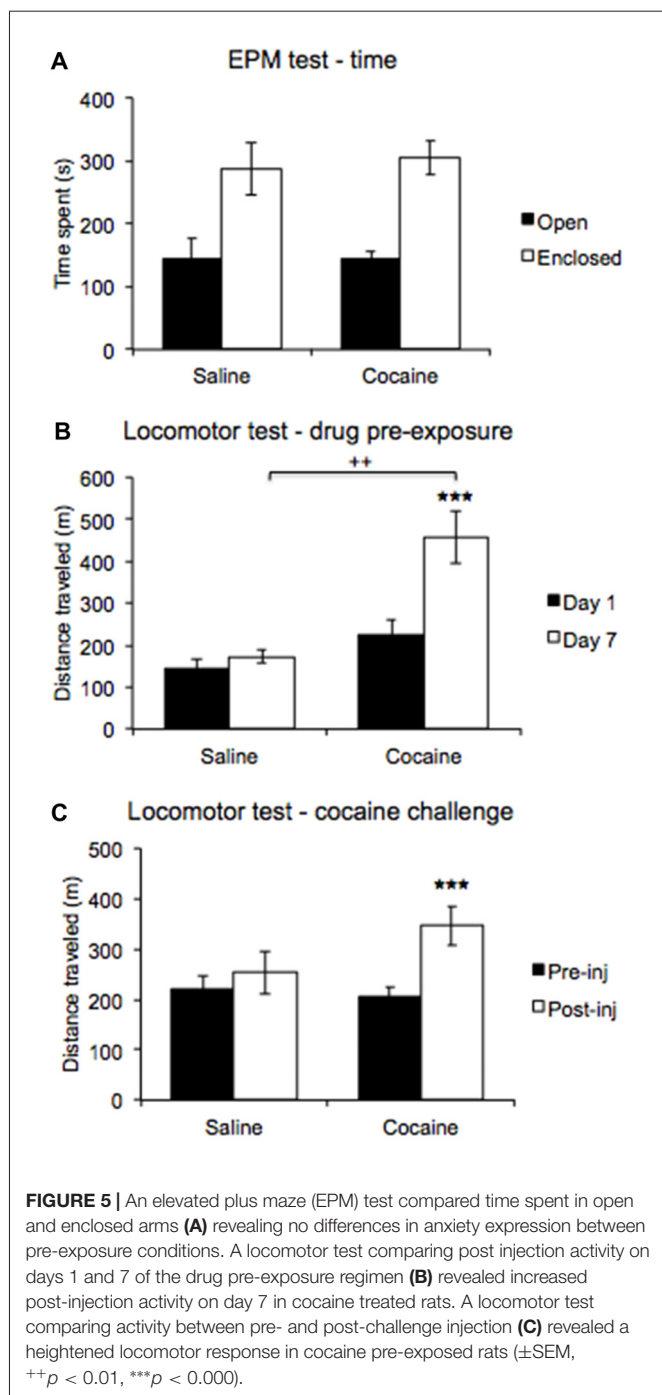 A
EPM test - time
400
300
200
100
0
Time spent (s)
Saline
Cocaine
Open
Enclosed
B
Locomotor test - drug pre-exposure
++
***
600
500
400
300
200
100
0
Distance traveled (m)
Saline
Cocaine
Day 1
Day 7
C
Locomotor test - cocaine challenge
***
500
400
300
200
100
0
Distance traveled (m)
Saline
Cocaine
Pre-inj
Post-inj
FIGURE 5 | An elevated plus maze (EPM) test compared time spent in open
and enclosed arms (A) revealing no differences in anxiety expression between
pre-exposure conditions. A locomotor test comparing post injection activity on
days 1 and 7 of the drug pre-exposure regimen (B) revealed increased
post-injection activity on day 7 in cocaine treated rats. A locomotor test
comparing activity between pre- and post-challenge injection (C) revealed a
heightened locomotor response in cocaine pre-exposed rats (±SEM,
++p < 0.01, ***p < 0.000).